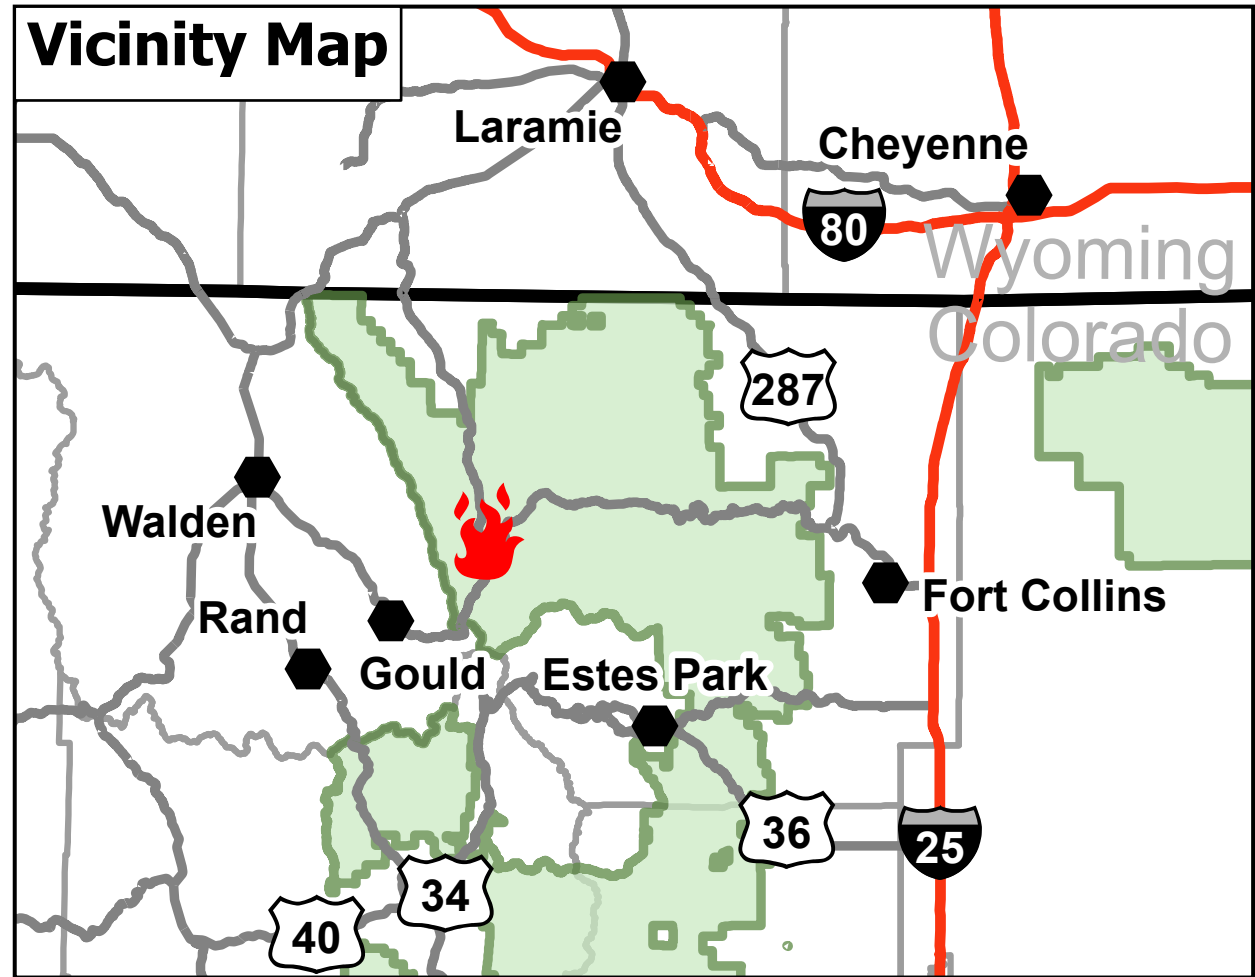 Vicinity Map
Laramie
Cheyenne
80
Wyoming
Colorado
287
Walden
Rand
Fort Collins
Gould
Estes Park
36
25
34
40